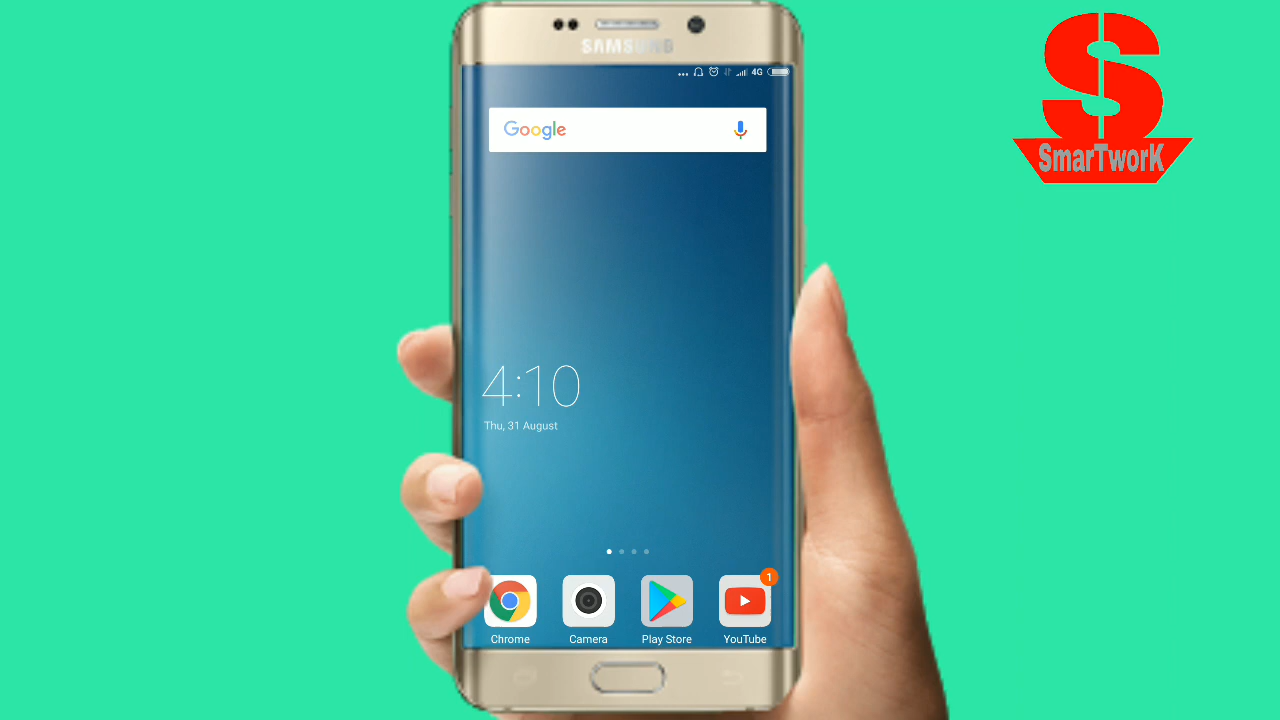 SAMSUNG
4G
Google
4:10
Thu, 31 August
1
Chrome
Camera
Play Store
YouTube
$
SmarTworK